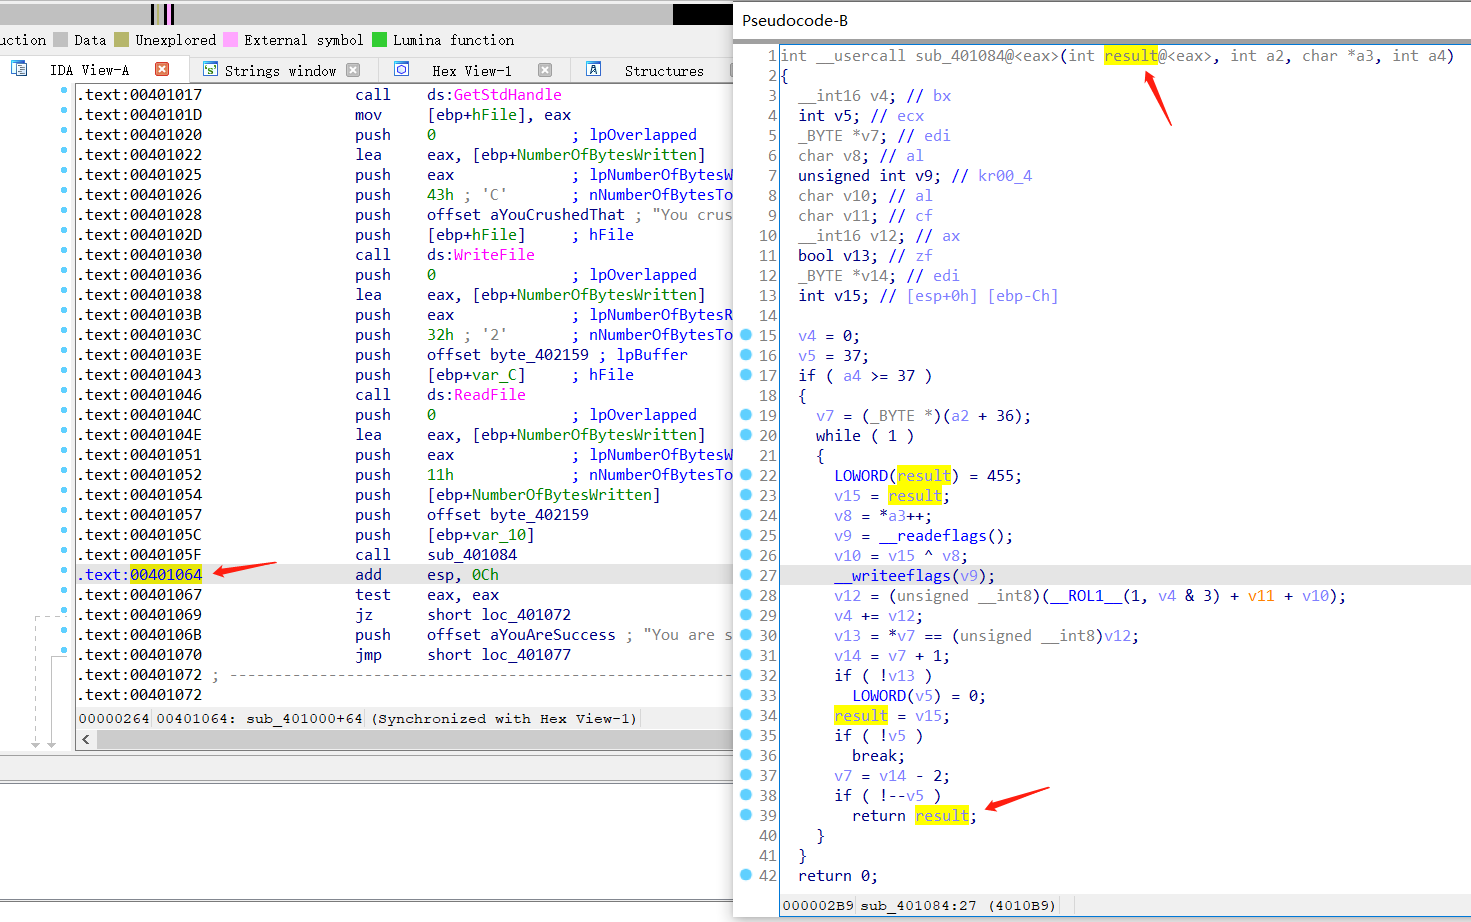 uction Data Unexplored External symbol Lumina function
IDA View-A Strings window Hex View-1 Structures
.text:00401017 call ds:GetStdHandle
.text:0040101D mov [ebp+hFile], eax
.text:00401020 push 0 ; lpOverlapped
.text:00401022 lea eax, [ebp+NumberOfBytesWritten]
.text:00401025 push eax ; lpNumberOfBytesW
.text:00401026 push 43h ; 'C' ; nNumberOfBytesTo
.text:00401028 push offset aYouCrushedThat ; "You crus
.text:0040102D push [ebp+hFile] ; hFile
.text:00401030 call ds:WriteFile
.text:00401036 push 0 ; lpOverlapped
.text:00401038 lea eax, [ebp+NumberOfBytesWritten]
.text:0040103B push eax ; lpNumberOfBytesR
.text:0040103C push 32h ; '2' ; nNumberOfBytesTo
.text:0040103E push offset byte_402159 ; lpBuffer
.text:00401043 push [ebp+var_C] ; hFile
.text:00401046 call ds:ReadFile
.text:0040104C push 0 ; lpOverlapped
.text:0040104E lea eax, [ebp+NumberOfBytesWritten]
.text:00401051 push eax ; lpNumberOfBytesW
.text:00401052 push 11h ; nNumberOfBytesTo
.text:00401054 push [ebp+NumberOfBytesWritten]
.text:00401057 push offset byte_402159
.text:0040105C push [ebp+var_10]
.text:0040105F call sub_401084
.text:00401064 add esp, 0Ch
.text:00401067 test eax, eax
.text:00401069 jz short loc_401072
.text:0040106B push offset aYouAreSuccess ; "You are s
.text:00401070 jmp short loc_401077
.text:00401072 ; ---------------------------------------------------------
.text:00401072
00000264 00401064: sub_401000+64 (Synchronized with Hex View-1)
Pseudocode-B
1 int __usercall sub_401084@<eax>(int result@<eax>, int a2, char *a3, int a4)
2 {
3 __int16 v4; // bx
4 int v5; // ecx
5 _BYTE *v7; // edi
6 char v8; // al
7 unsigned int v9; // kr00_4
8 char v10; // al
9 char v11; // cf
10 __int16 v12; // ax
11 bool v13; // zf
12 _BYTE *v14; // edi
13 int v15; // [esp+0h] [ebp-Ch]
14
15 v4 = 0;
16 v5 = 37;
17 if ( a4 >= 37 )
18 {
19 v7 = (_BYTE *)(a2 + 36);
20 while ( 1 )
21 {
22 LOWORD(result) = 455;
23 v15 = result;
24 v8 = *a3++;
25 v9 = __readeflags();
26 v10 = v15 ^ v8;
27 __writeeflags(v9);
28 v12 = (unsigned __int8)(__ROL1__(1, v4 & 3) + v11 + v10);
29 v4 += v12;
30 v13 = *v7 == (unsigned __int8)v12;
31 v14 = v7 + 1;
32 if ( !v13 )
33 LOWORD(v5) = 0;
34 result = v15;
35 if ( !v5 )
36 break;
37 v7 = v14 - 2;
38 if ( !--v5 )
39 return result;
40 }
41 }
42 return 0;
000002B9 sub_401084:27 (4010B9)